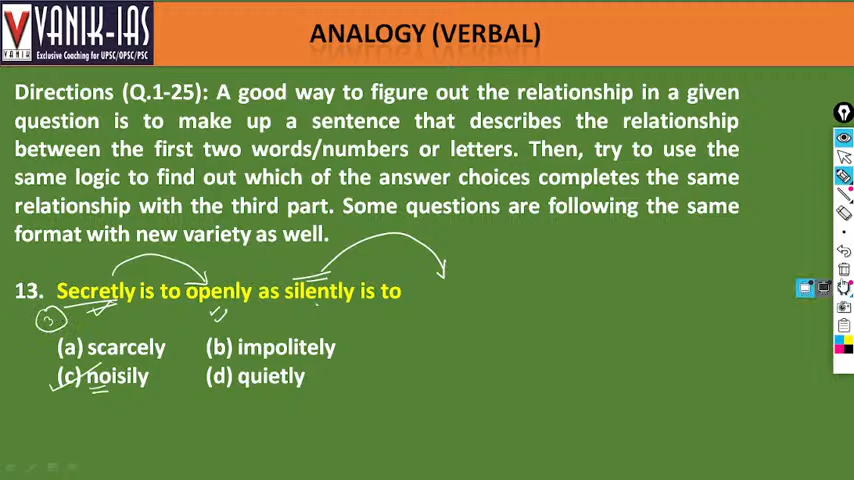 VANIK-IAS
VANIK
Exclusive Coaching for UPSC/OPSC/PSC
ANALOGY (VERBAL)
Directions (Q.1-25): A good way to figure out the relationship in a given
question is to make up a sentence that describes the relationship
between the first two words/numbers or letters. Then, try to use the
same logic to find out which of the answer choices completes the same
relationship with the third part. Some questions are following the same
format with new variety as well.
13. Secretly is to openly as silently is to
3
(a) scarcely (b) impolitely
(c) noisily (d) quietly